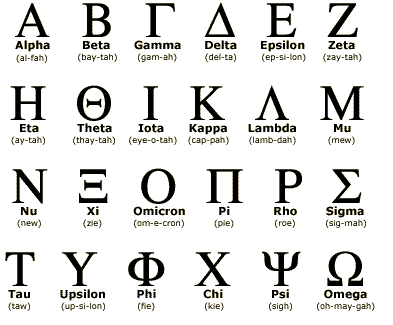 Α Β Γ Δ Ε Ζ
Alpha Beta Gamma Delta Epsilon Zeta
(al-fah) (bay-tah) (gam-ah) (del-ta) (ep-si-lon) (zay-tah)
Η Θ Ι Κ Λ Μ
Eta Theta Iota Kappa Lambda Mu
(ay-tah) (thay-tah) (eye-o-tah) (cap-pah) (lamb-dah) (mew)
Ν Ξ Ο Π Ρ Σ
Nu Xi Omicron Pi Rho Sigma
(new) (zie) (om-e-cron) (pie) (roe) (sig-mah)
Τ Υ Φ Χ Ψ Ω
Tau Upsilon Phi Chi Psi Omega
(taw) (up-si-lon) (fie) (kie) (sigh) (oh-may-gah)